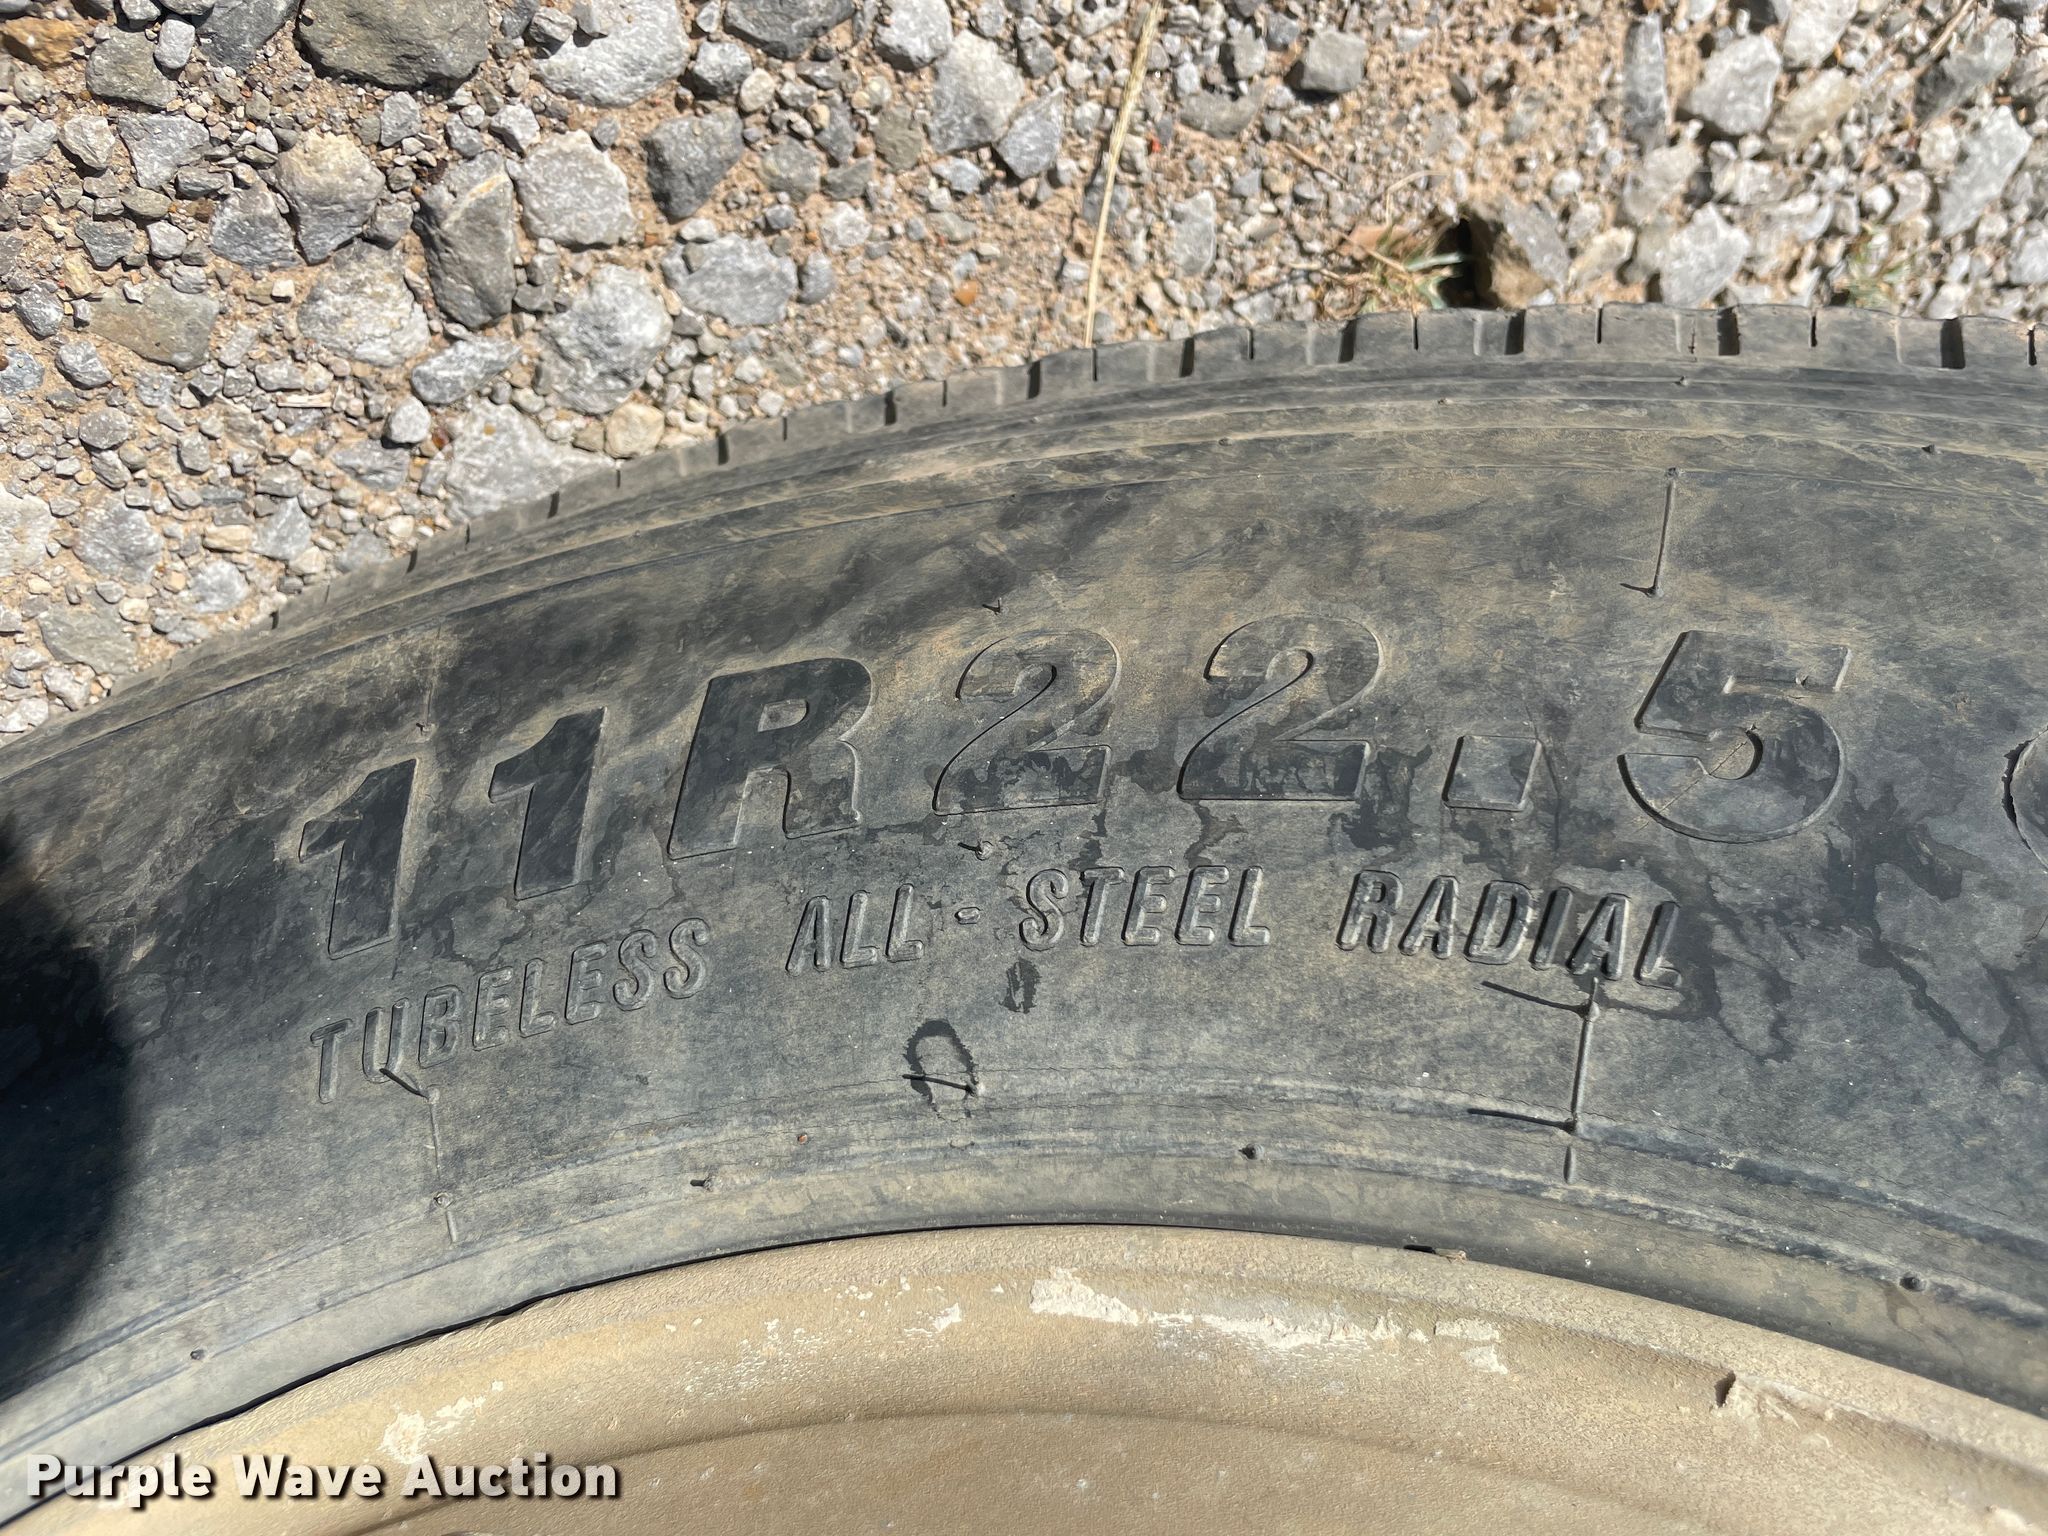 11R22.5
TUBELESS ALL-STEEL RADIAL
Purple Wave Auction